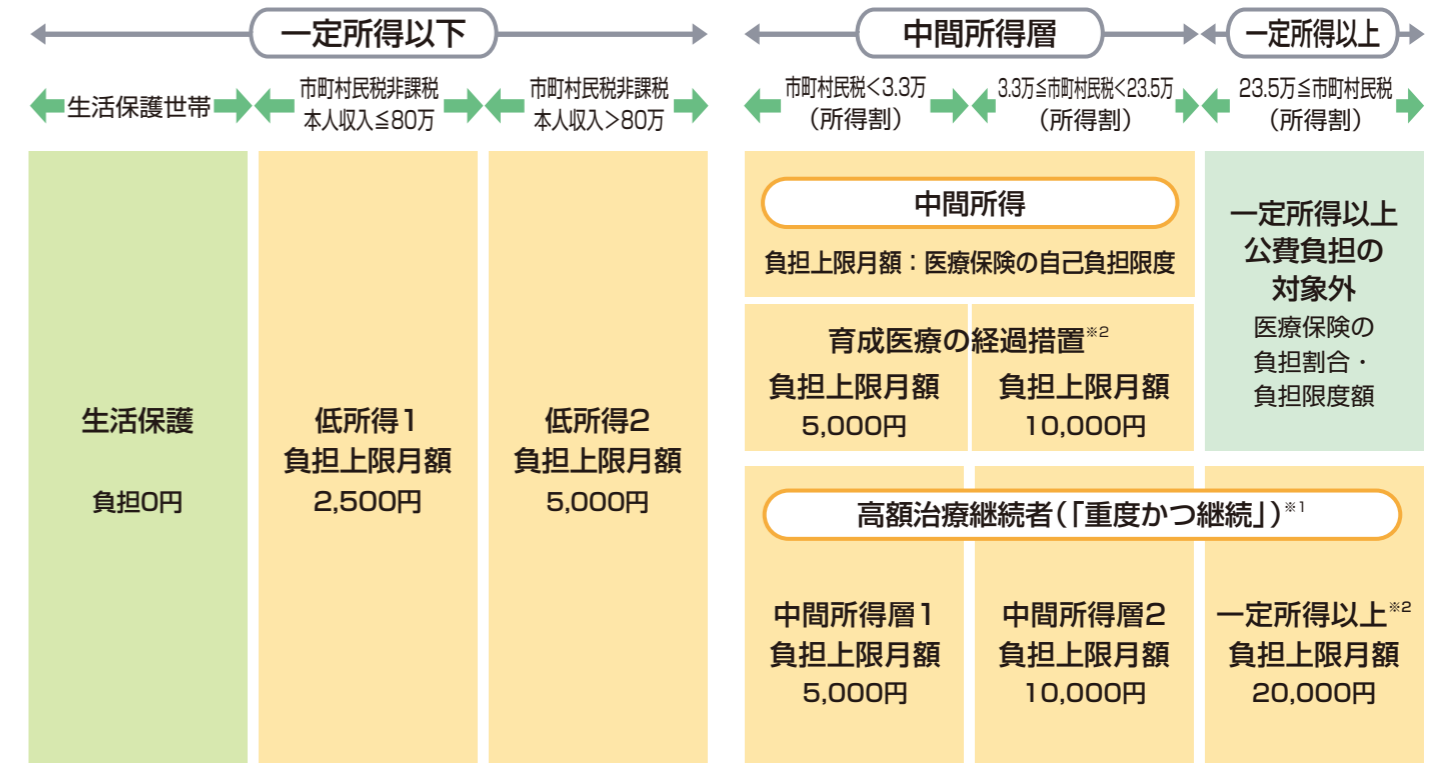 一定所得以下
中間所得層
一定所得以上
生活保護世帯
市町村民税非課税
本人収入≦80万
市町村民税非課税
本人収入>80万
市町村民税<3.3万
(所得割)
3.3万≦市町村民税<23.5万
(所得割)
23.5万≦市町村民税
(所得割)
生活保護
負担0円
低所得1
負担上限月額
2,500円
低所得2
負担上限月額
5,000円
中間所得
負担上限月額:医療保険の自己負担限度
育成医療の経過措置※2
負担上限月額
5,000円
負担上限月額
10,000円
一定所得以上
公費負担の
対象外
医療保険の
負担割合・
負担限度額
高額治療継続者(「重度かつ継続」)※1
中間所得層1
負担上限月額
5,000円
中間所得層2
負担上限月額
10,000円
一定所得以上※2
負担上限月額
20,000円